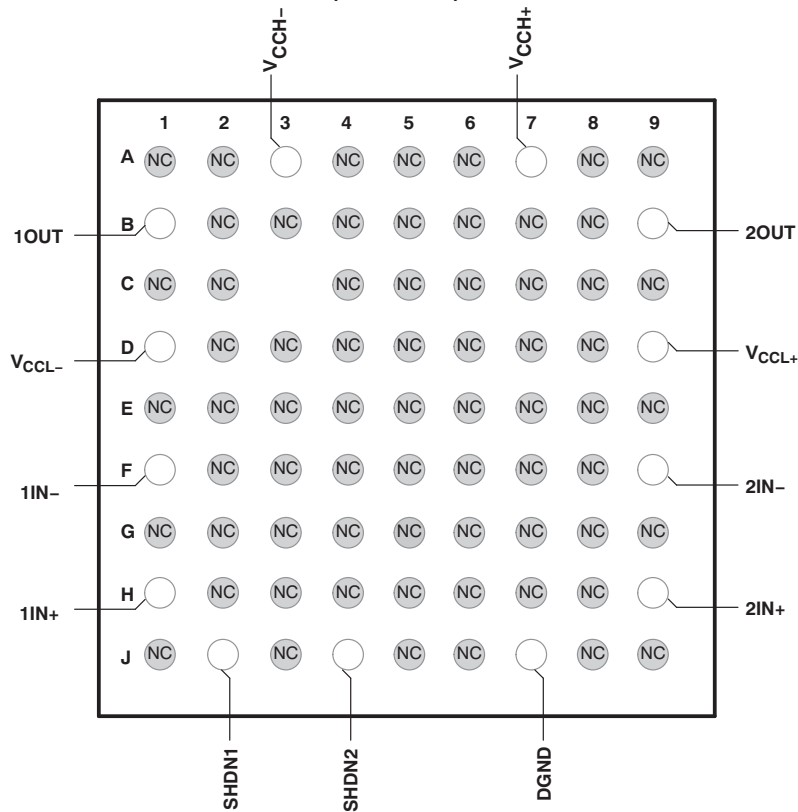 VCCH−
VCCH+
1 2 3 4 5 6 7 8 9
A NC NC NC NC NC NC NC
1OUT B NC NC NC NC NC NC NC 2OUT
C NC NC NC NC NC NC NC NC
VCCL− D NC NC NC NC NC NC NC VCCL+
E NC NC NC NC NC NC NC NC NC
1IN− F NC NC NC NC NC NC NC 2IN−
G NC NC NC NC NC NC NC NC NC
1IN+ H NC NC NC NC NC NC NC 2IN+
J NC NC NC NC NC NC
SHDN1
SHDN2
DGND